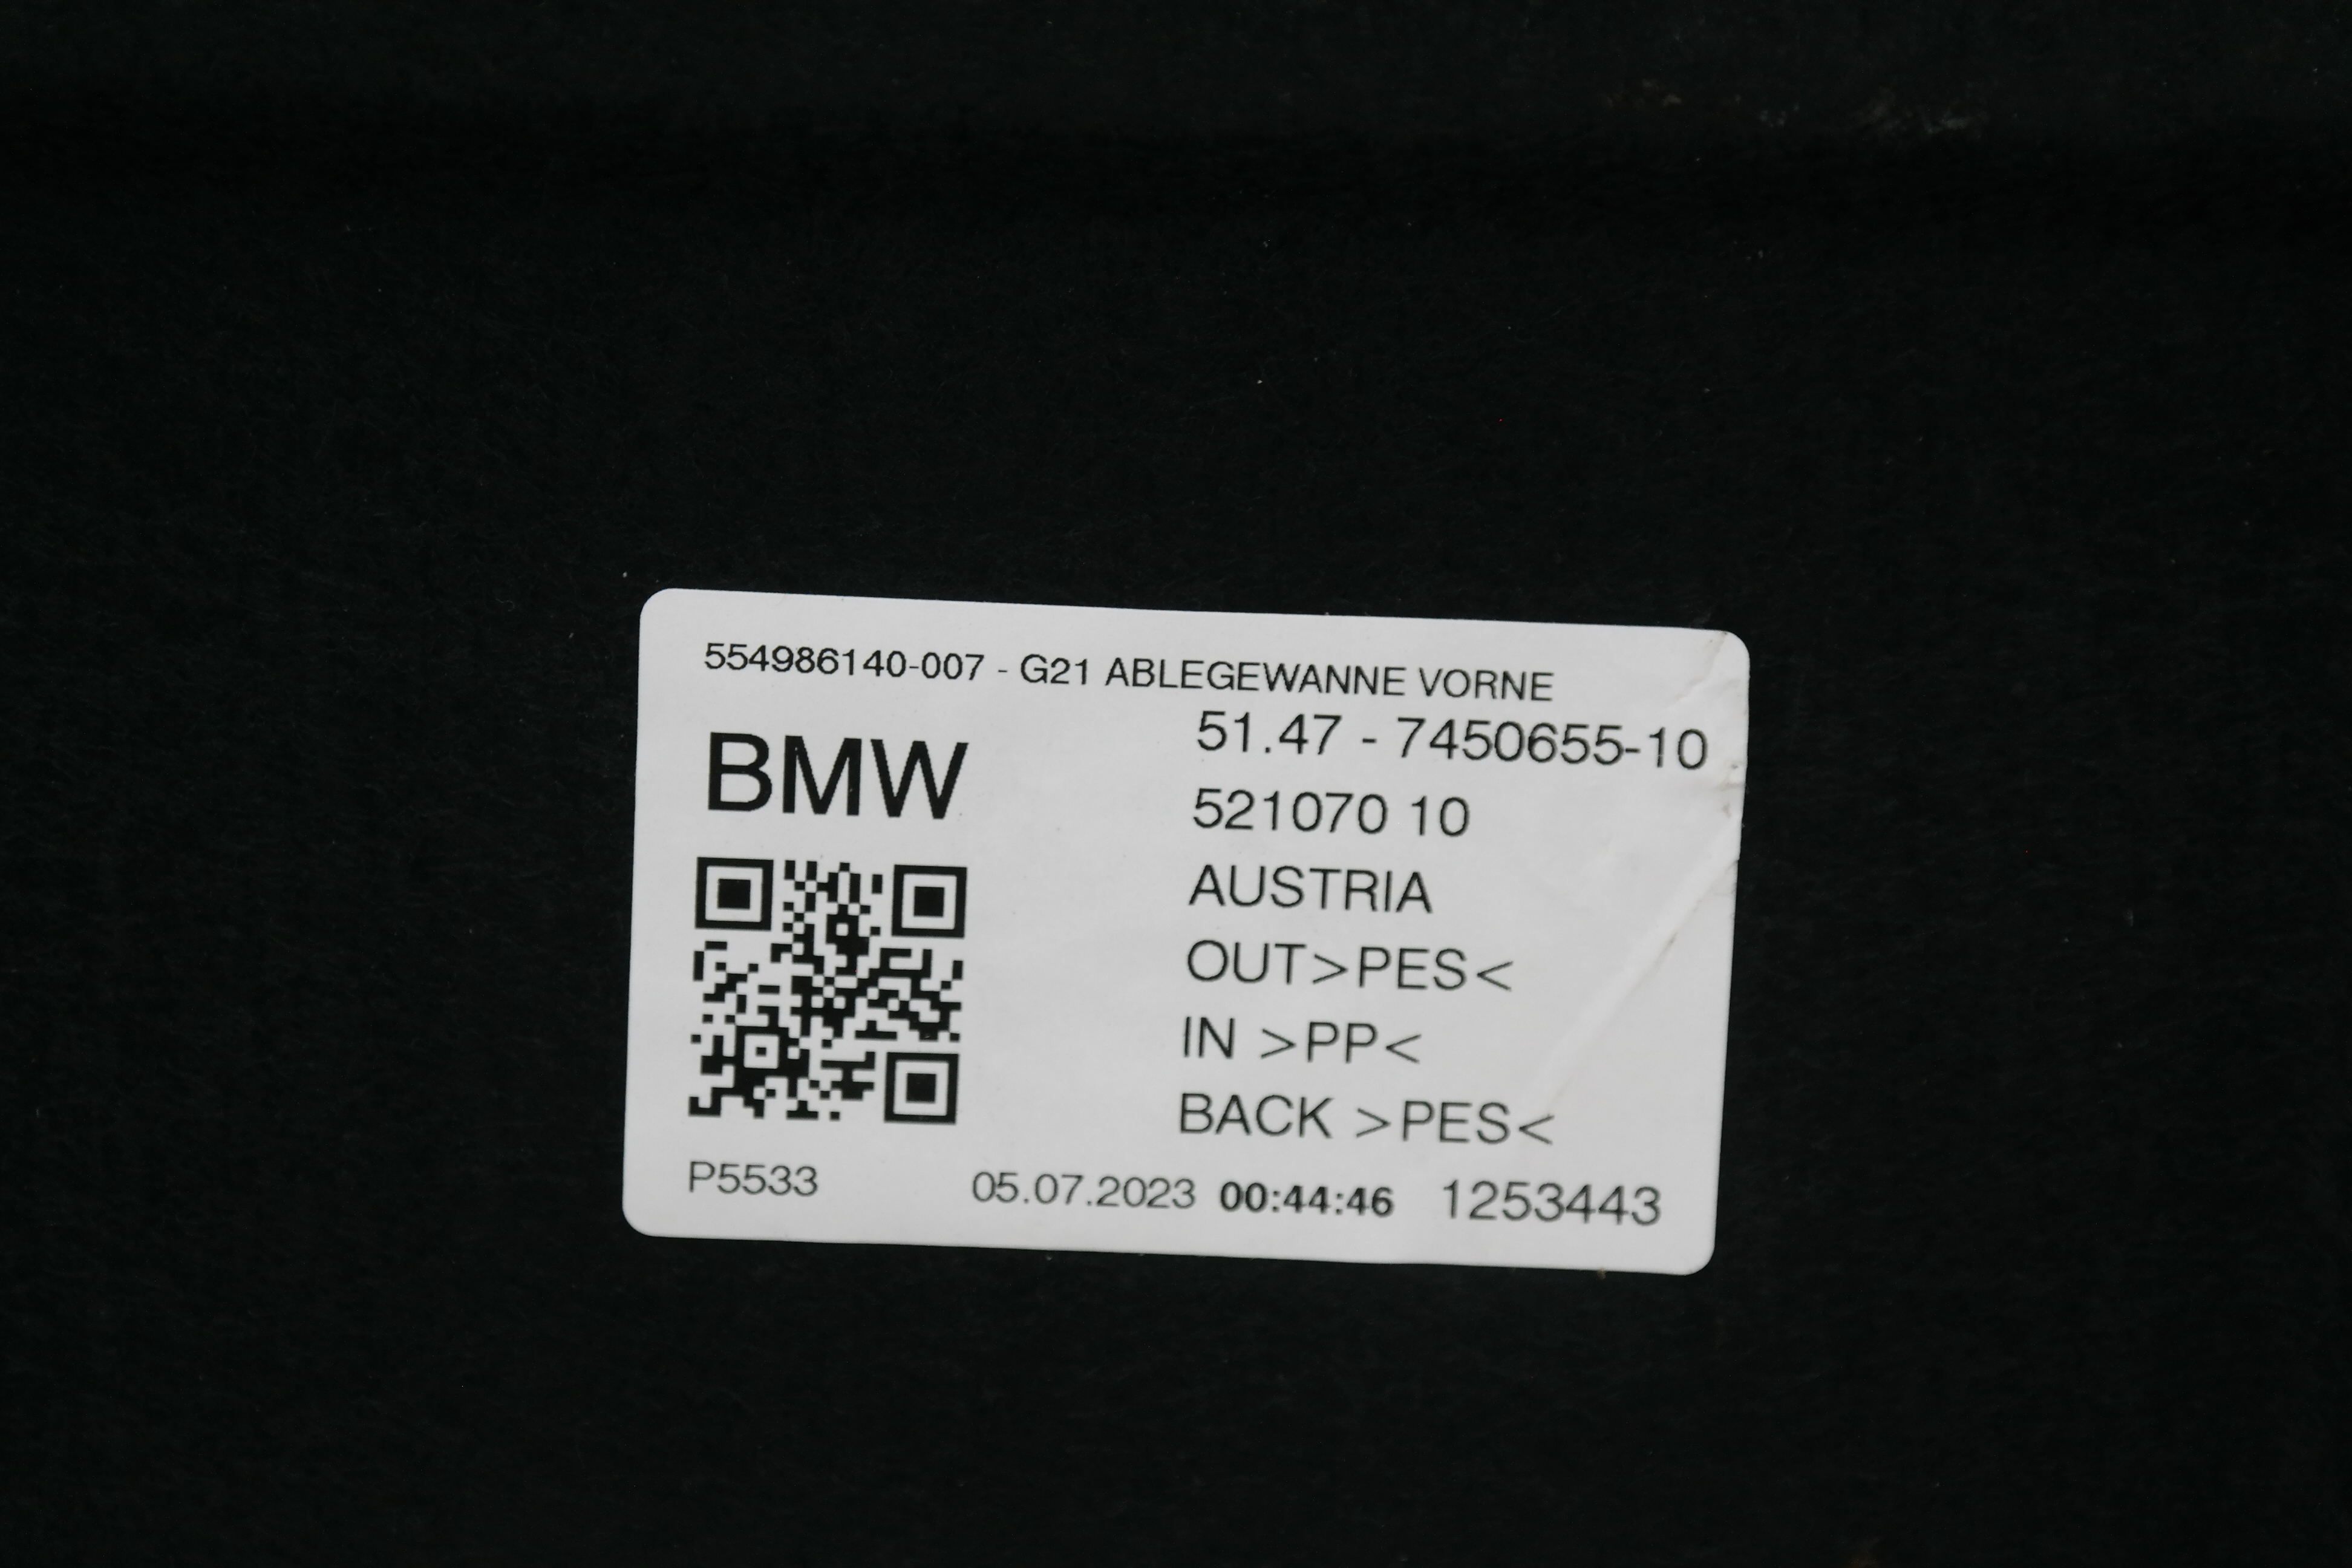 554986140-007 - G21 ABLEGEWANNE VORNE
BMW
51.47 - 7450655-10
521070 10
AUSTRIA
OUT>PES<
IN >PP<
BACK >PES<
P5533 05.07.2023 00:44:46 1253443